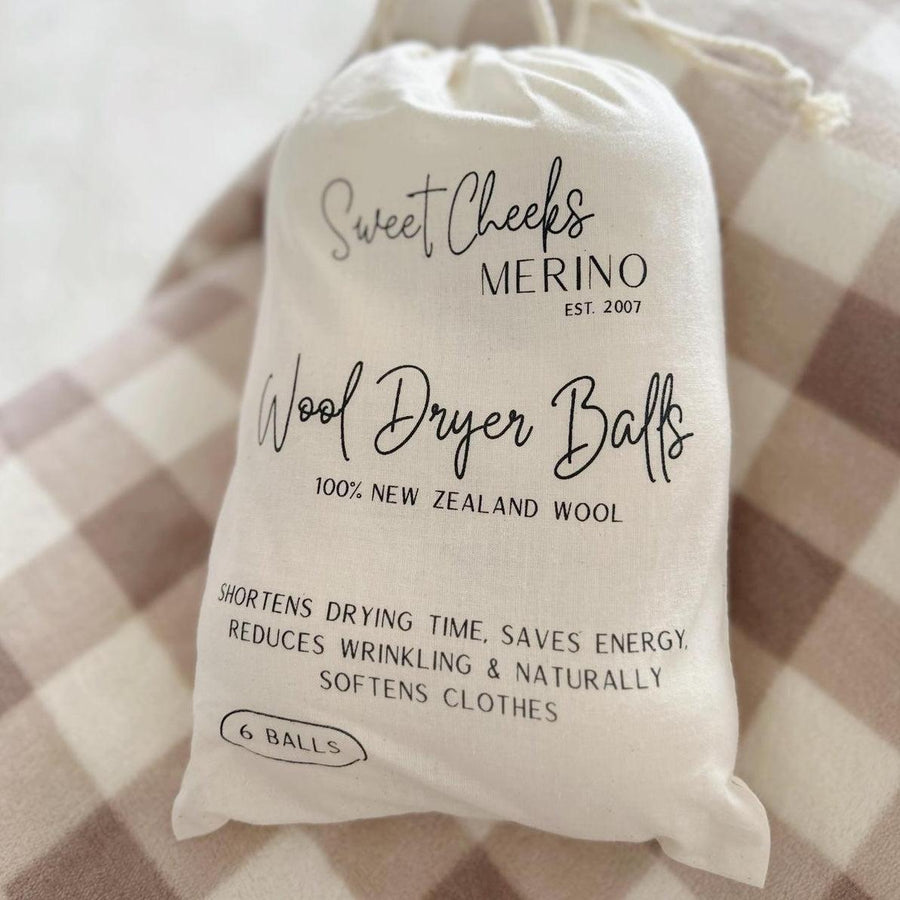 Sweet Cheeks
MERINO
EST. 2007
Wool Dryer Balls
100% NEW ZEALAND WOOL
SHORTENS DRYING TIME, SAVES ENERGY,
REDUCES WRINKLING & NATURALLY
SOFTENS CLOTHES
6 BALLS